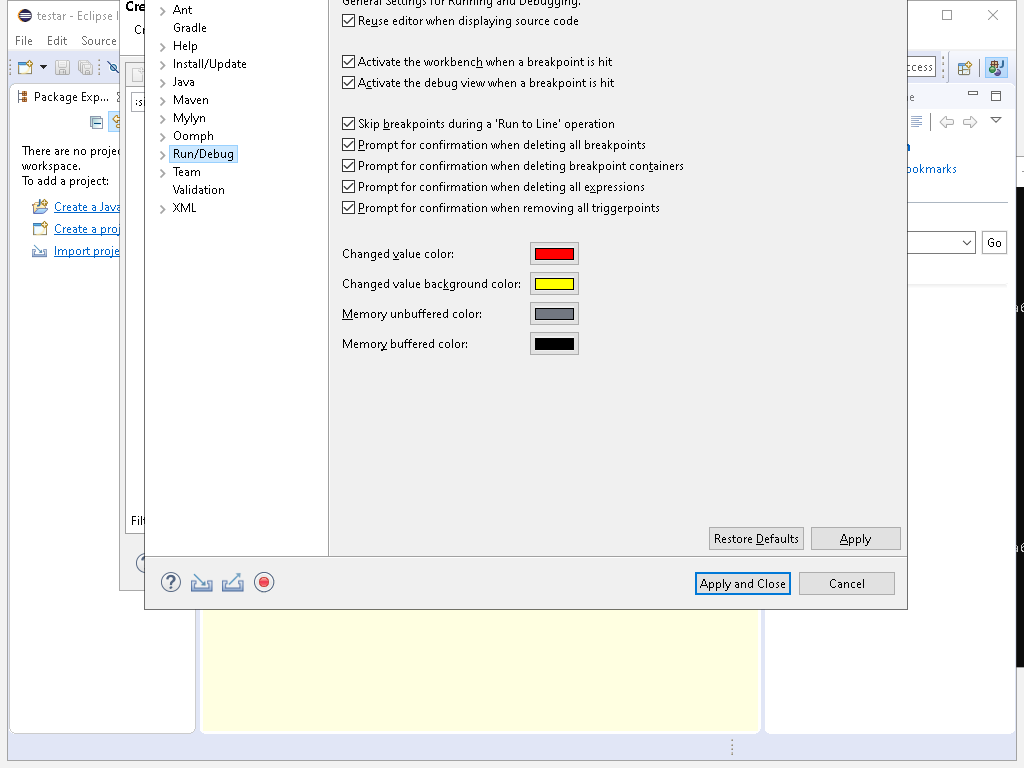 testar - Eclipse I
File Edit Source
Package Exp...
There are no proje
workspace.
To add a project:
Create a Java
Create a proj
Import proje
Cre
Cr
Filt
Ant
Gradle
Help
Install/Update
Java
Maven
Mylyn
Oomph
Run/Debug
Team
Validation
XML
General Settings for Running and Debugging.
Reuse editor when displaying source code
Activate the workbench when a breakpoint is hit
Activate the debug view when a breakpoint is hit
Skip breakpoints during a 'Run to Line' operation
Prompt for confirmation when deleting all breakpoints
Prompt for confirmation when deleting breakpoint containers
Prompt for confirmation when deleting all expressions
Prompt for confirmation when removing all triggerpoints
Changed value color:
Changed value background color:
Memory unbuffered color:
Memory buffered color:
Restore Defaults
Apply
Apply and Close
Cancel
ccess
ookmarks
Go